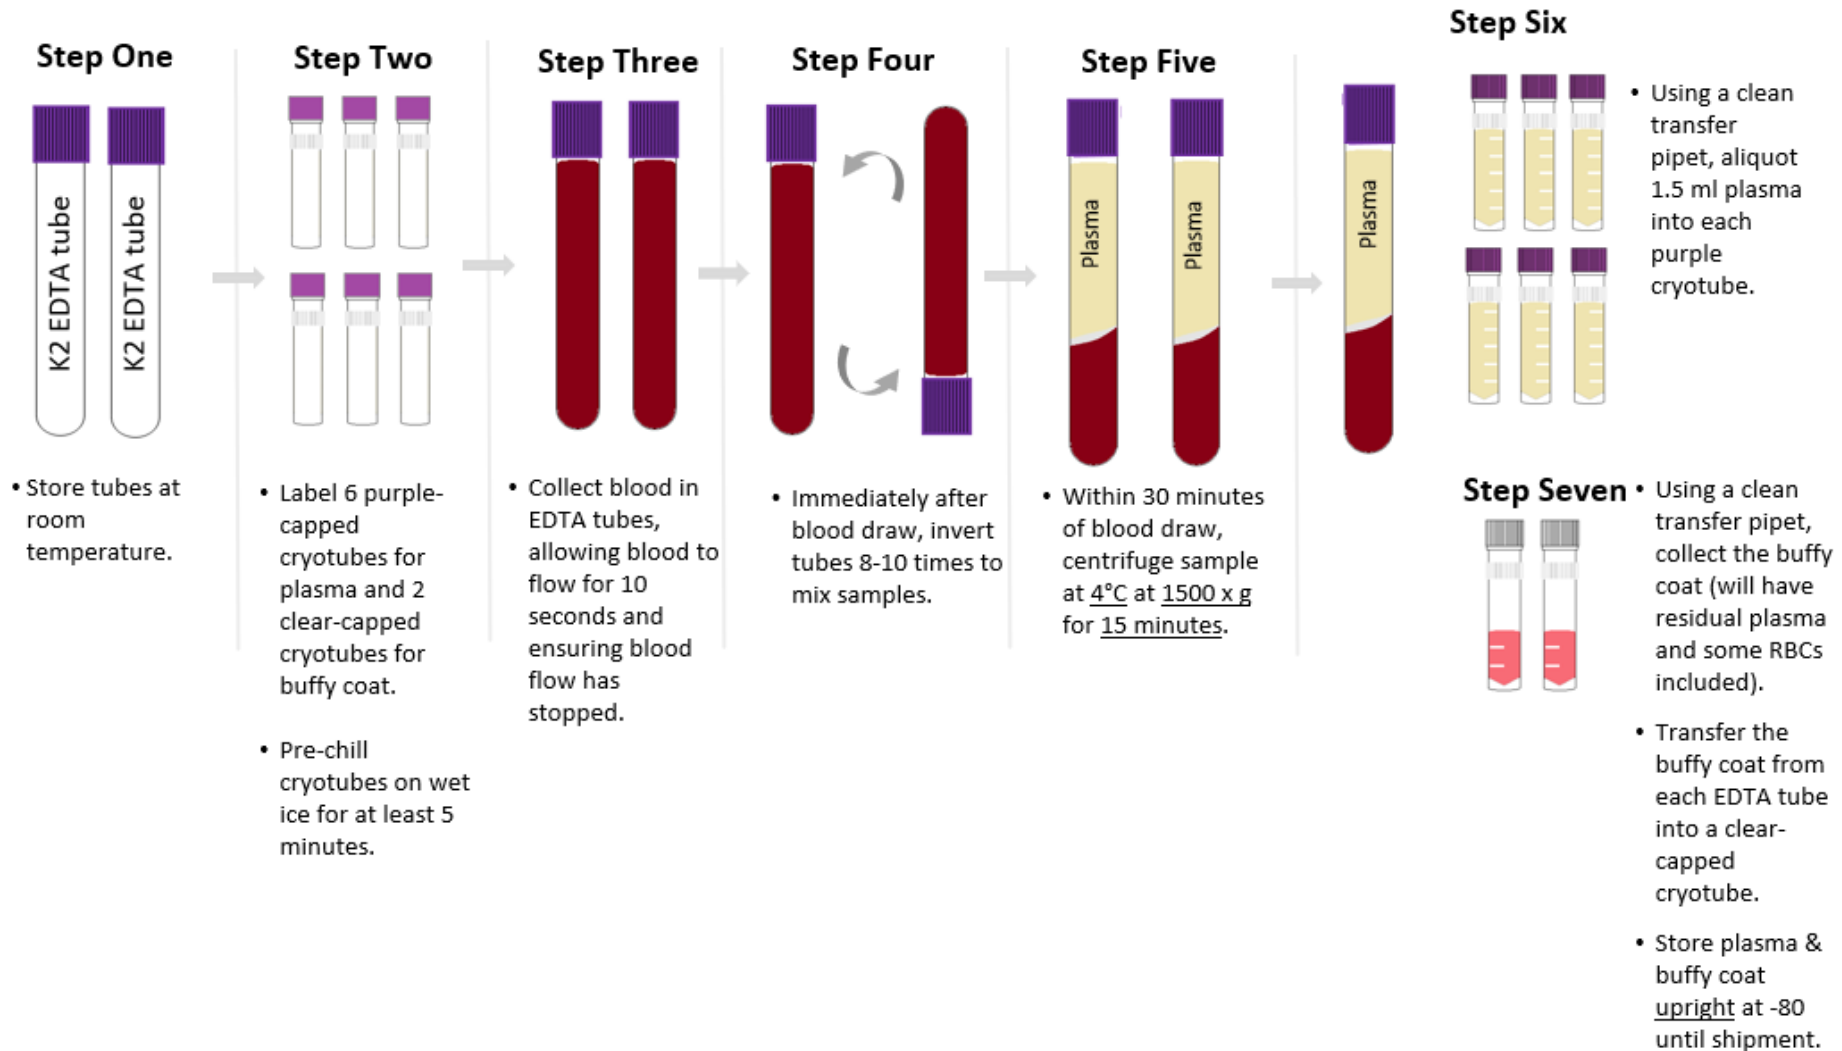 Step One
K2 EDTA tube
K2 EDTA tube
• Store tubes at
room
temperature.
Step Two
• Label 6 purple-
capped
cryotubes for
plasma and 2
clear-capped
cryotubes for
buffy coat.
• Pre-chill
cryotubes on wet
ice for at least 5
minutes.
Step Three
• Collect blood in
EDTA tubes,
allowing blood to
flow for 10
seconds and
ensuring blood
flow has
stopped.
Step Four
• Immediately after
blood draw, invert
tubes 8-10 times to
mix samples.
Step Five
Plasma
Plasma
• Within 30 minutes
of blood draw,
centrifuge sample
at 4°C at 1500 x g
for 15 minutes.
Plasma
Step Six
• Using a clean
transfer
pipet, aliquot
1.5 ml plasma
into each
purple
cryotube.
Step Seven
• Using a clean
transfer pipet,
collect the buffy
coat (will have
residual plasma
and some RBCs
included).
• Transfer the
buffy coat from
each EDTA tube
into a clear-
capped
cryotube.
• Store plasma &
buffy coat
upright at -80
until shipment.